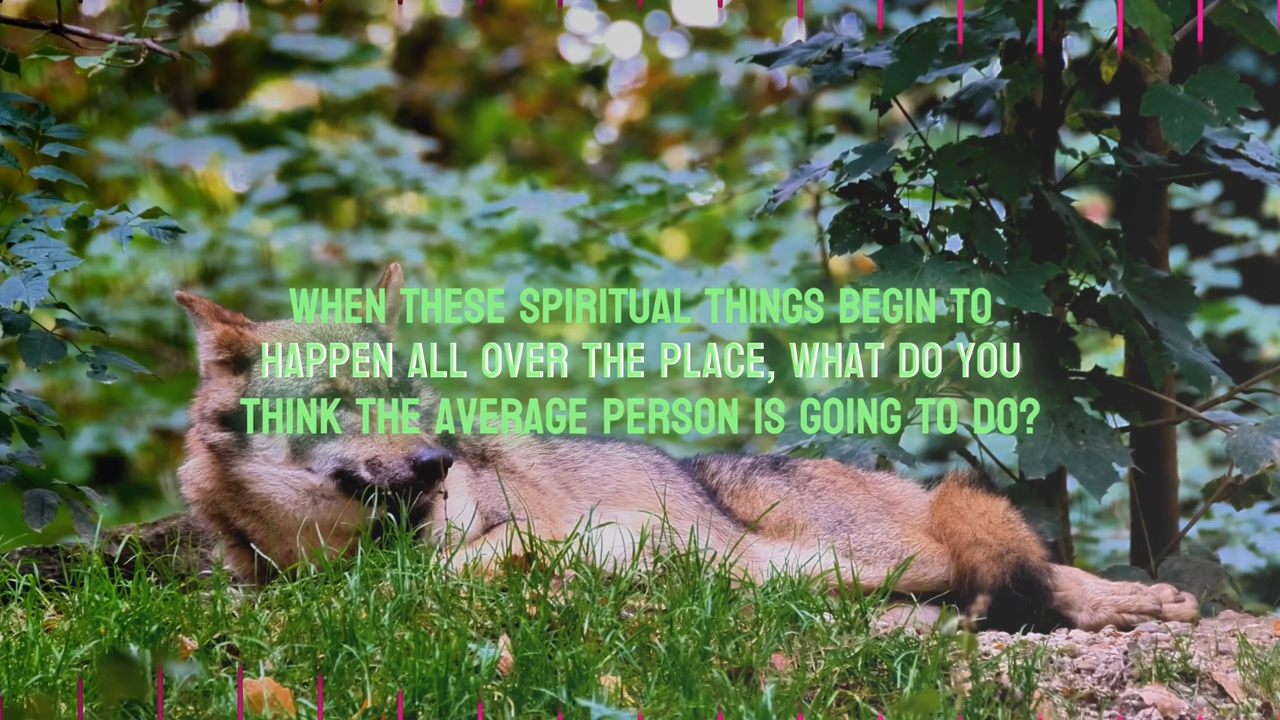 WHEN THESE SPIRITUAL THINGS BEGIN TO
HAPPEN ALL OVER THE PLACE, WHAT DO YOU
THINK THE AVERAGE PERSON IS GOING TO DO?